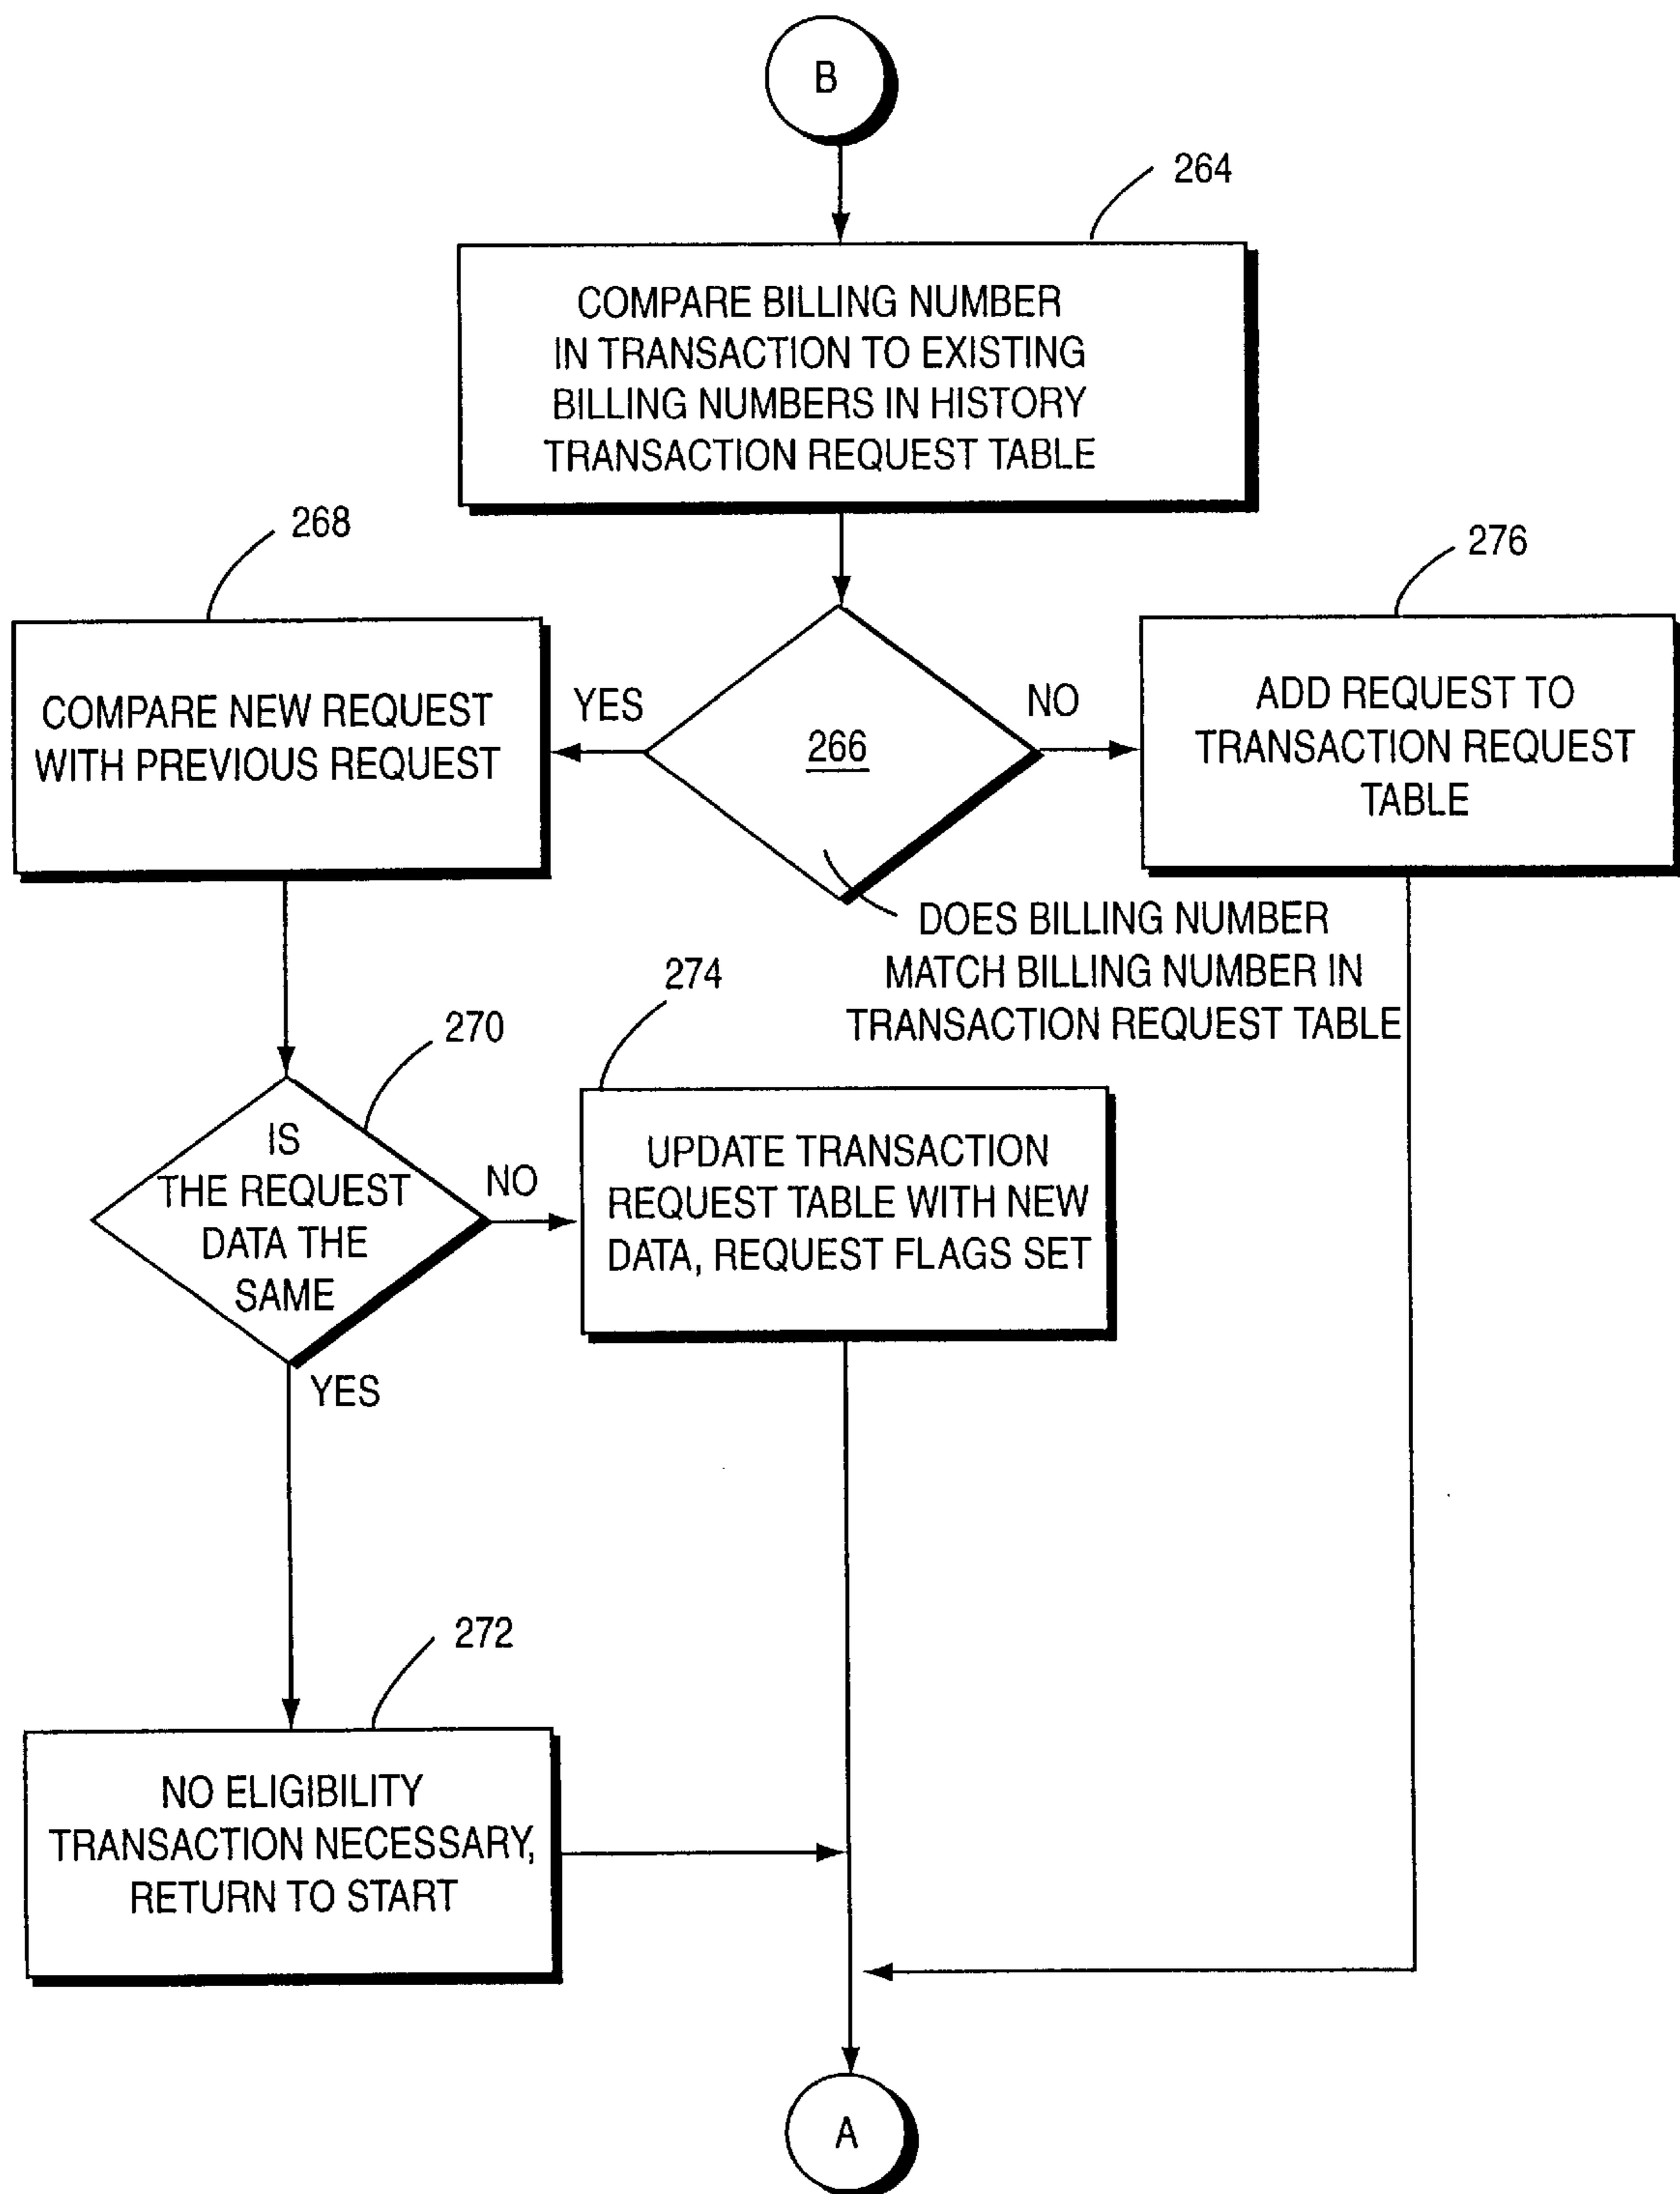 B
264
COMPARE BILLING NUMBER
IN TRANSACTION TO EXISTING
BILLING NUMBERS IN HISTORY
TRANSACTION REQUEST TABLE
268
276
COMPARE NEW REQUEST
WITH PREVIOUS REQUEST
YES
266
NO
ADD REQUEST TO
TRANSACTION REQUEST
TABLE
DOES BILLING NUMBER
MATCH BILLING NUMBER IN
TRANSACTION REQUEST TABLE
270
274
IS
THE REQUEST
DATA THE
SAME
NO
YES
UPDATE TRANSACTION
REQUEST TABLE WITH NEW
DATA, REQUEST FLAGS SET
272
NO ELIGIBILITY
TRANSACTION NECESSARY,
RETURN TO START
A